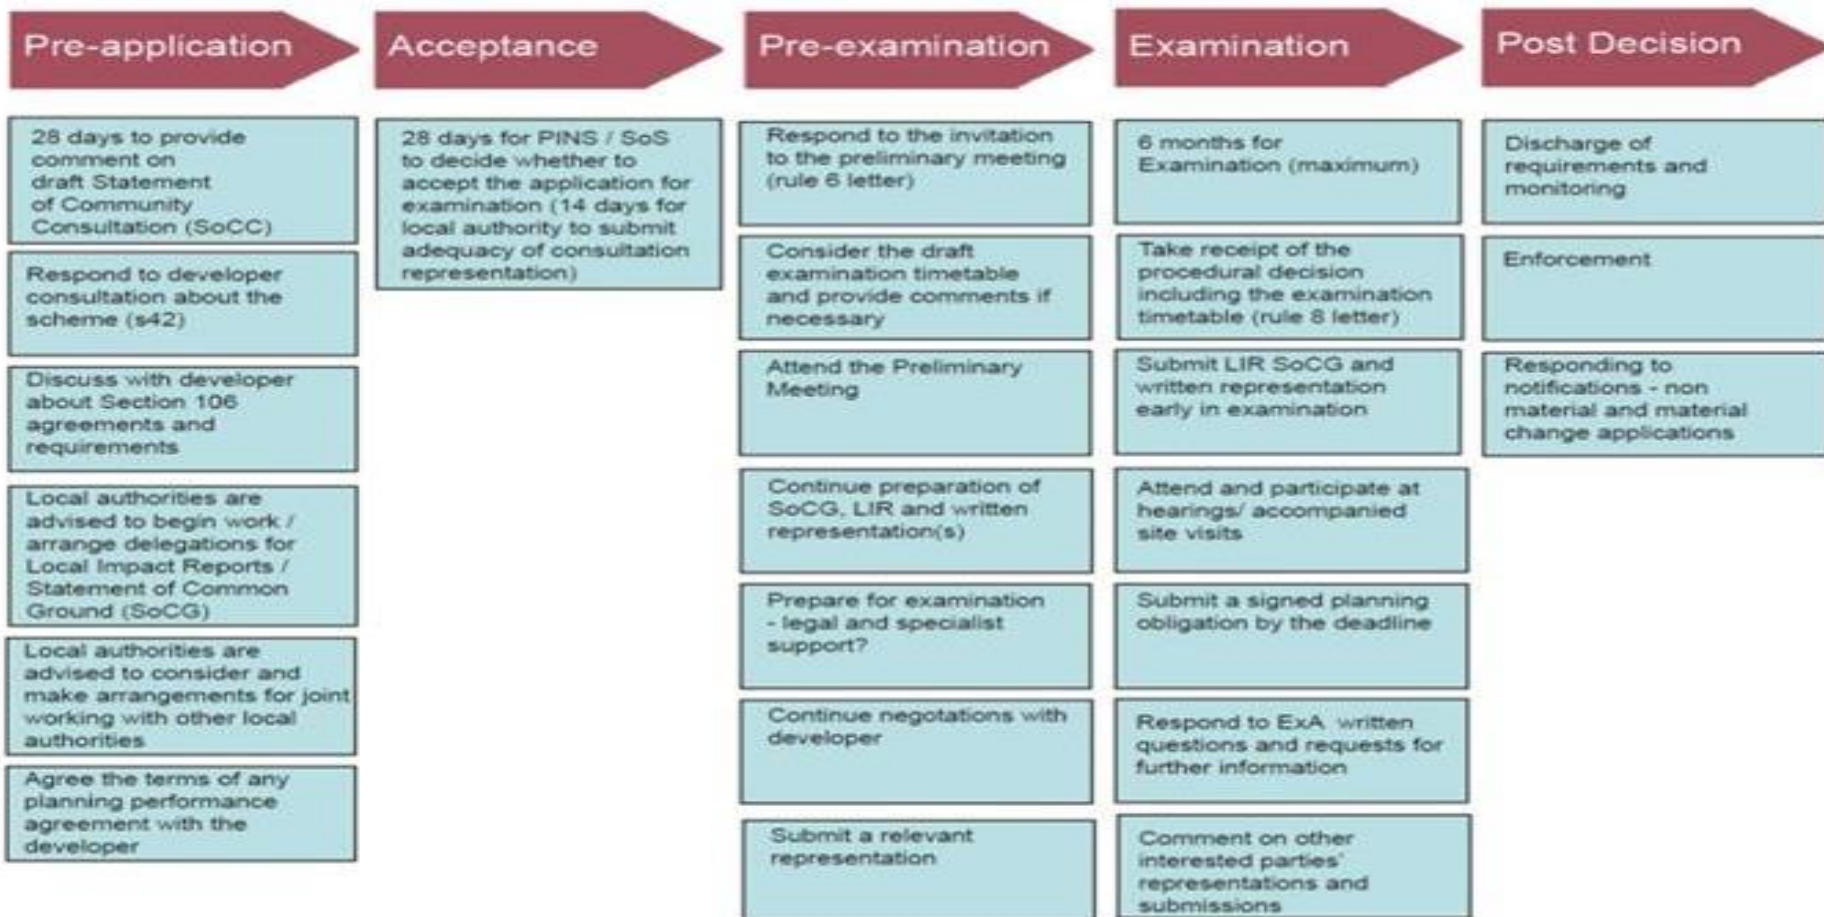 Pre-application
28 days to provide
comment on
draft Statement
of Community
Consultation (SoCC)
Respond to developer
consultation about the
scheme (s42)
Discuss with developer
about Section 106
agreements and
requirements
Local authorities are
advised to begin work /
arrange delegations for
Local Impact Reports /
Statement of Common
Ground (SoCG)
Local authorities are
advised to consider and
make arrangements for joint
working with other local
authorities
Agree the terms of any
planning performance
agreement with the
developer
Acceptance
28 days for PINS / SoS
to decide whether to
accept the application for
examination (14 days for
local authority to submit
adequacy of consultation
representation)
Pre-examination
Respond to the invitation
to the preliminary meeting
(rule 6 letter)
Consider the draft
examination timetable
and provide comments if
necessary
Attend the Preliminary
Meeting
Continue preparation of
SoCG, LIR and written
representation(s)
Prepare for examination
- legal and specialist
support?
Continue negotations with
developer
Submit a relevant
representation
Examination
6 months for
Examination (maximum)
Take receipt of the
procedural decision
including the examination
timetable (rule 8 letter)
Submit LIR SoCG and
written representation
early in examination
Attend and participate at
hearings/ accompanied
site visits
Submit a signed planning
obligation by the deadline
Respond to ExA written
questions and requests for
further information
Comment on other
interested parties'
representations and
submissions
Post Decision
Discharge of
requirements and
monitoring
Enforcement
Responding to
notifications - non
material and material
change applications